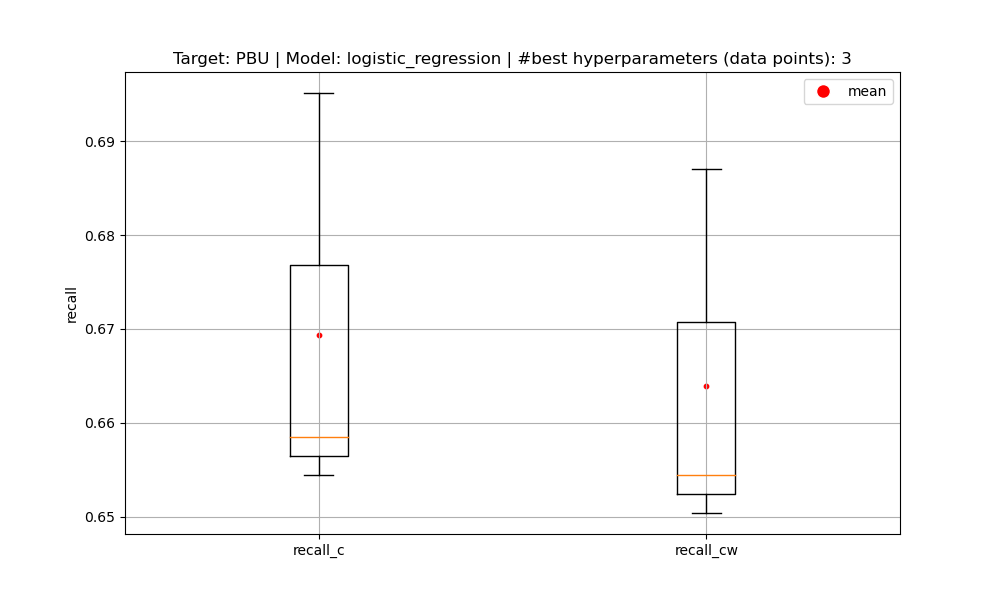 Target: PBU | Model: logistic_regression | #best hyperparameters (data points): 3
mean
0.69
0.68
0.67
0.66
0.65
recall
recall_c
recall_cw